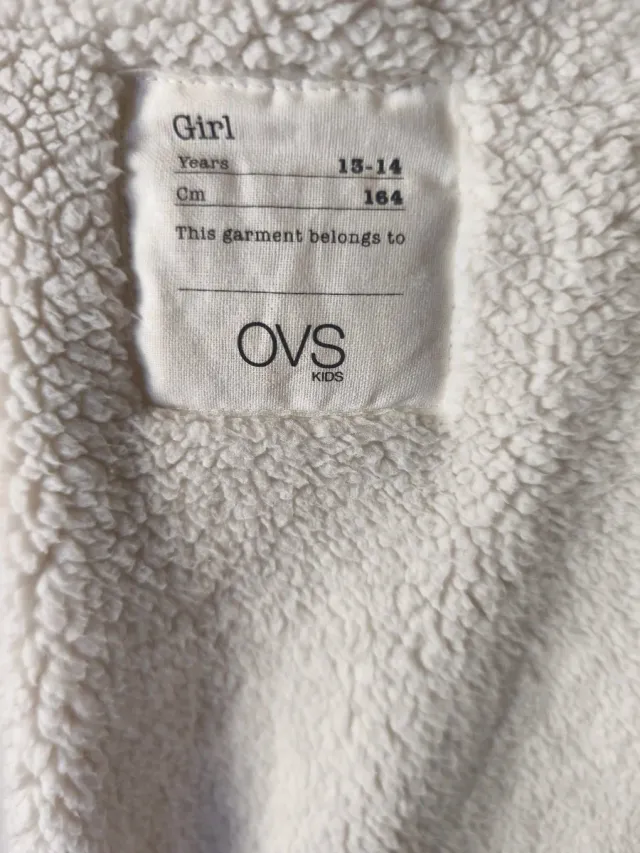 Girl
Years 13-14
Cm 164
This garment belongs to
OVS
KIDS